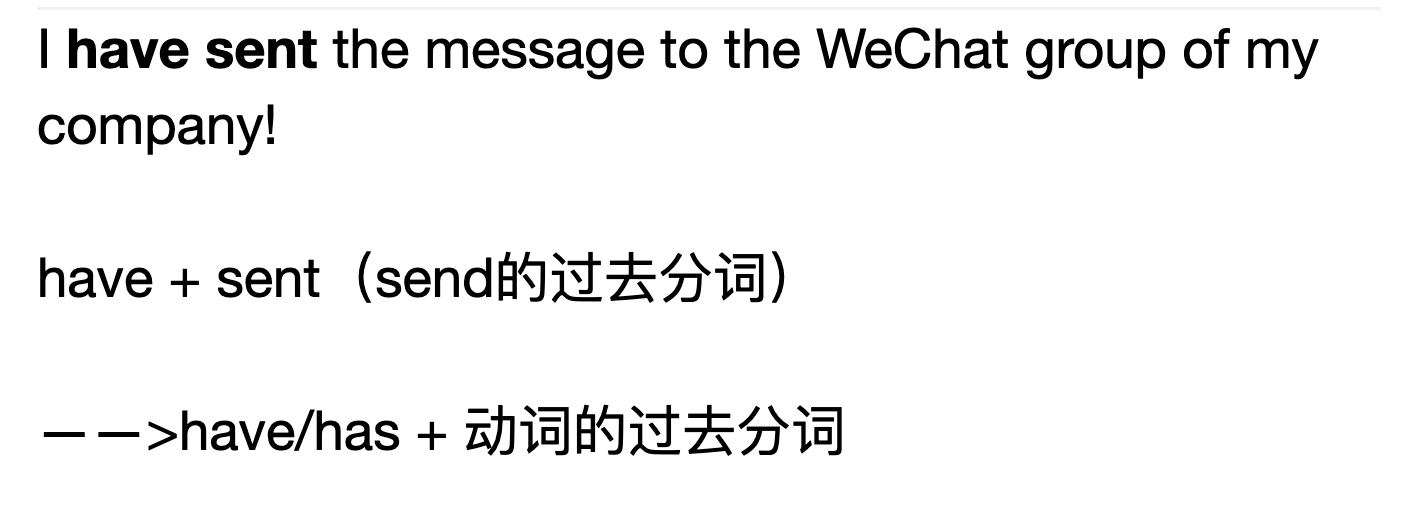 I have sent the message to the WeChat group of my
company!
have + sent（send的过去分词）
——>have/has + 动词的过去分词